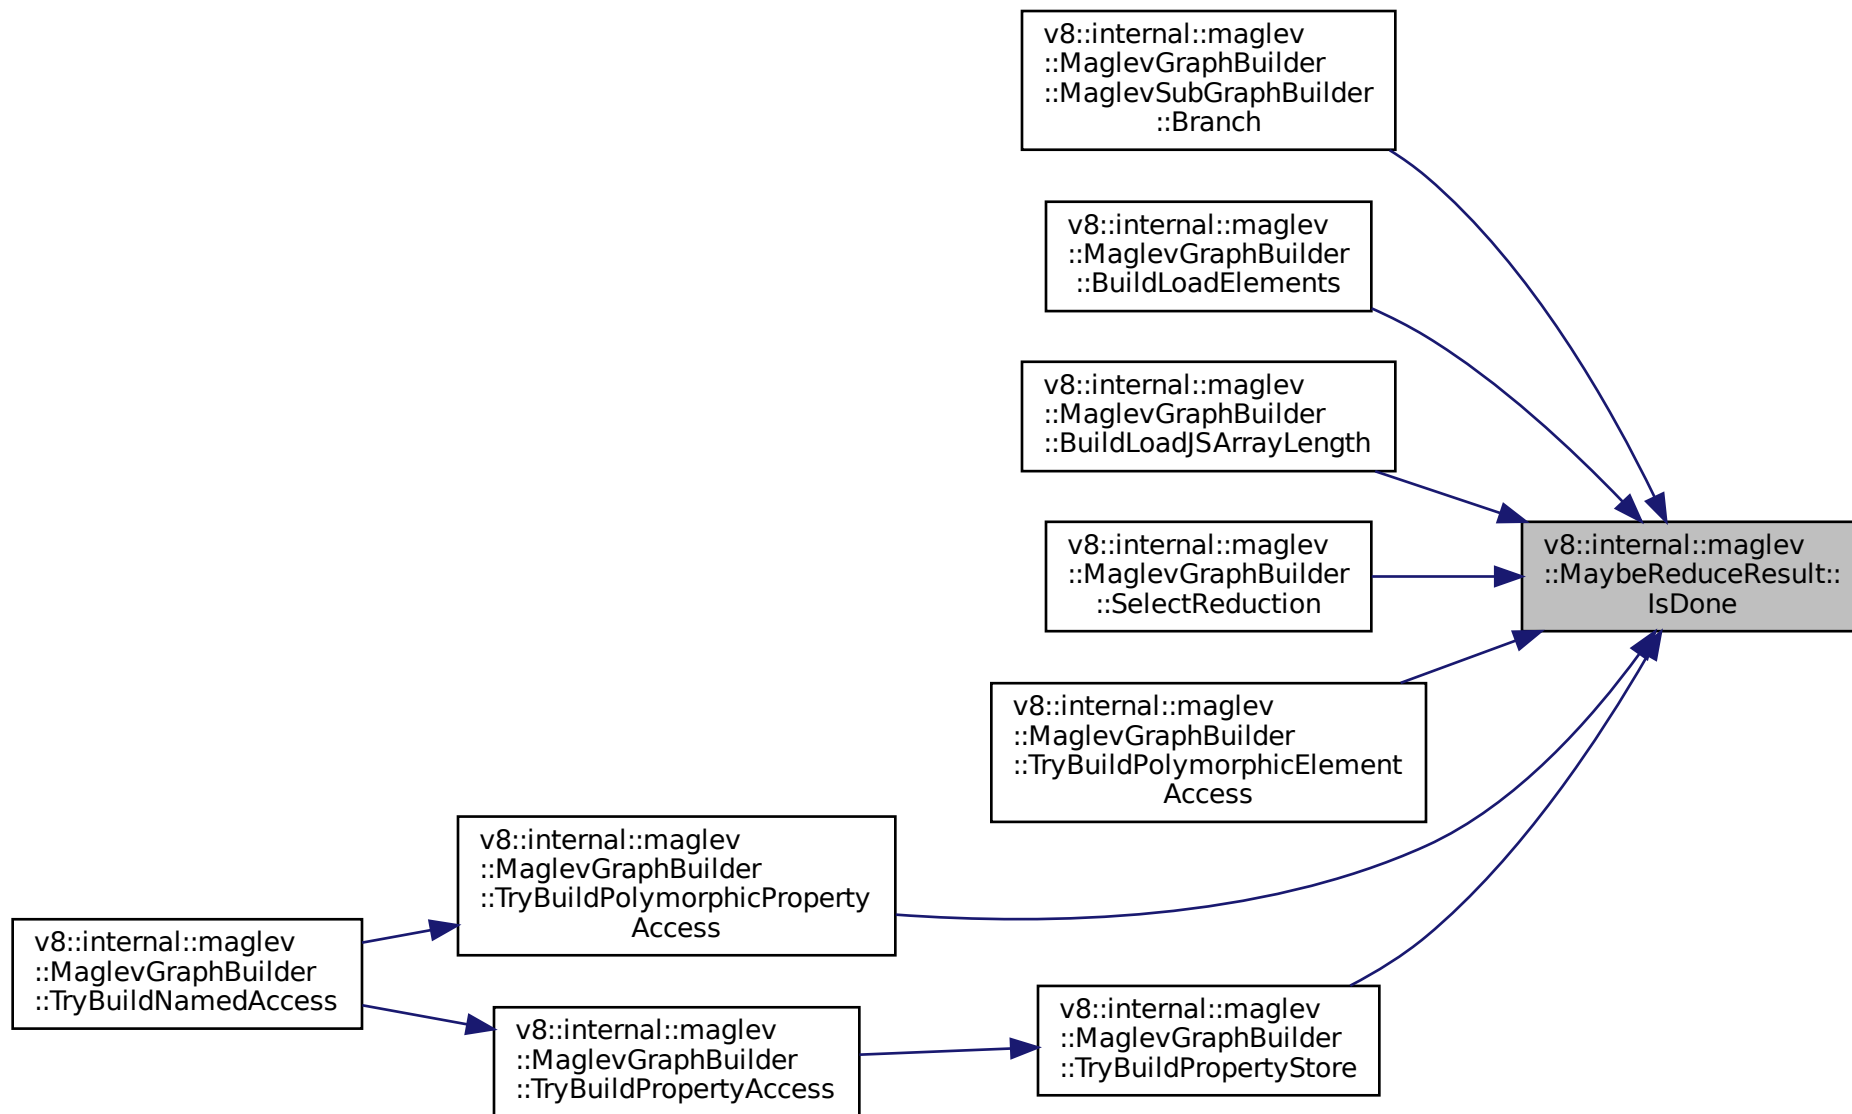 v8::internal::maglev
::MaglevGraphBuilder
::MaglevSubGraphBuilder
::Branch
v8::internal::maglev
::MaglevGraphBuilder
::BuildLoadElements
v8::internal::maglev
::MaglevGraphBuilder
::BuildLoadJSArrayLength
v8::internal::maglev
::MaglevGraphBuilder
::SelectReduction
v8::internal::maglev
::MaybeReduceResult::
IsDone
v8::internal::maglev
::MaglevGraphBuilder
::TryBuildPolymorphicElement
Access
v8::internal::maglev
::MaglevGraphBuilder
::TryBuildPolymorphicProperty
Access
v8::internal::maglev
::MaglevGraphBuilder
::TryBuildNamedAccess
v8::internal::maglev
::MaglevGraphBuilder
::TryBuildPropertyAccess
v8::internal::maglev
::MaglevGraphBuilder
::TryBuildPropertyStore